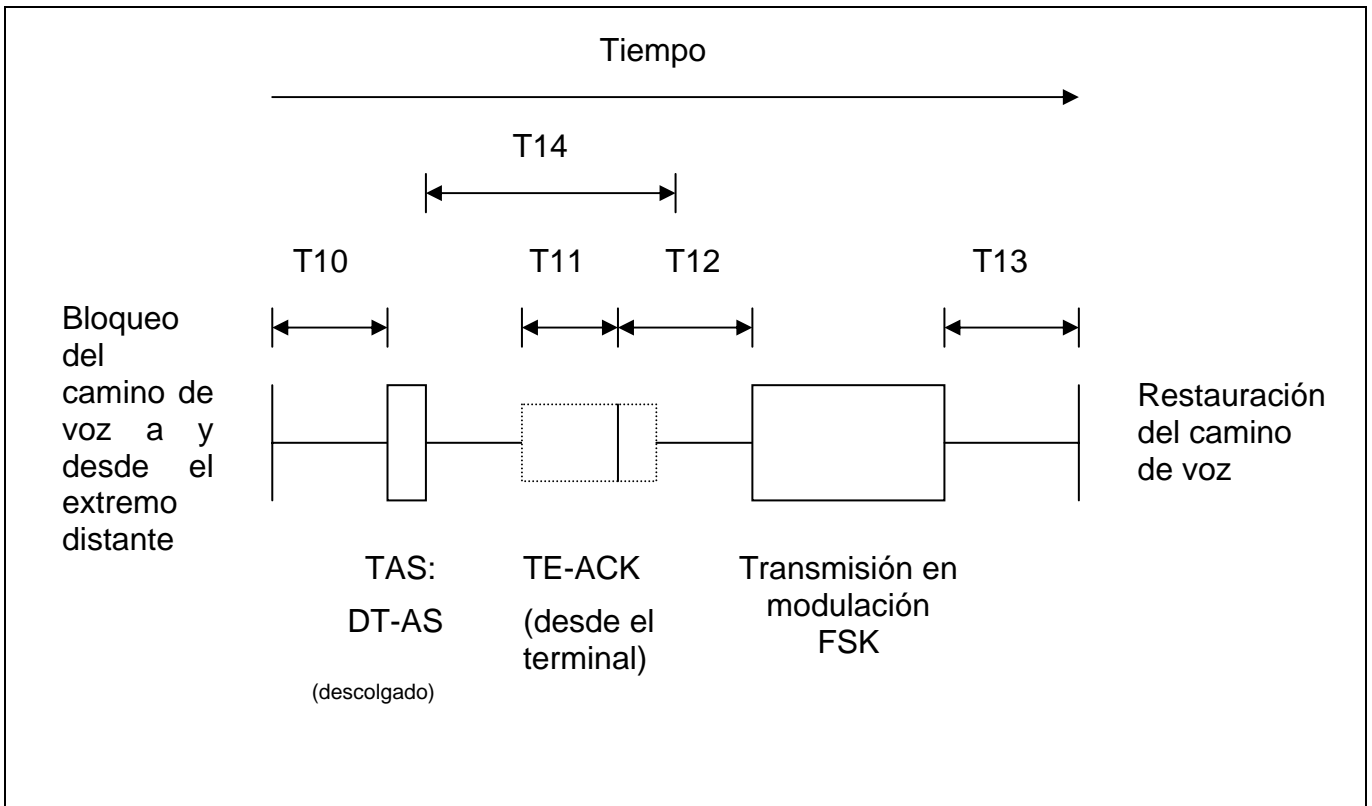 Tiempo
T14
T10 T11 T12 T13
Bloqueo
del
camino de
voz a y
desde el
extremo
distante
Restauración
del camino
de voz
TAS:
DT-AS
(descolgado)
TE-ACK
(desde el
terminal)
Transmisión en
modulación
FSK